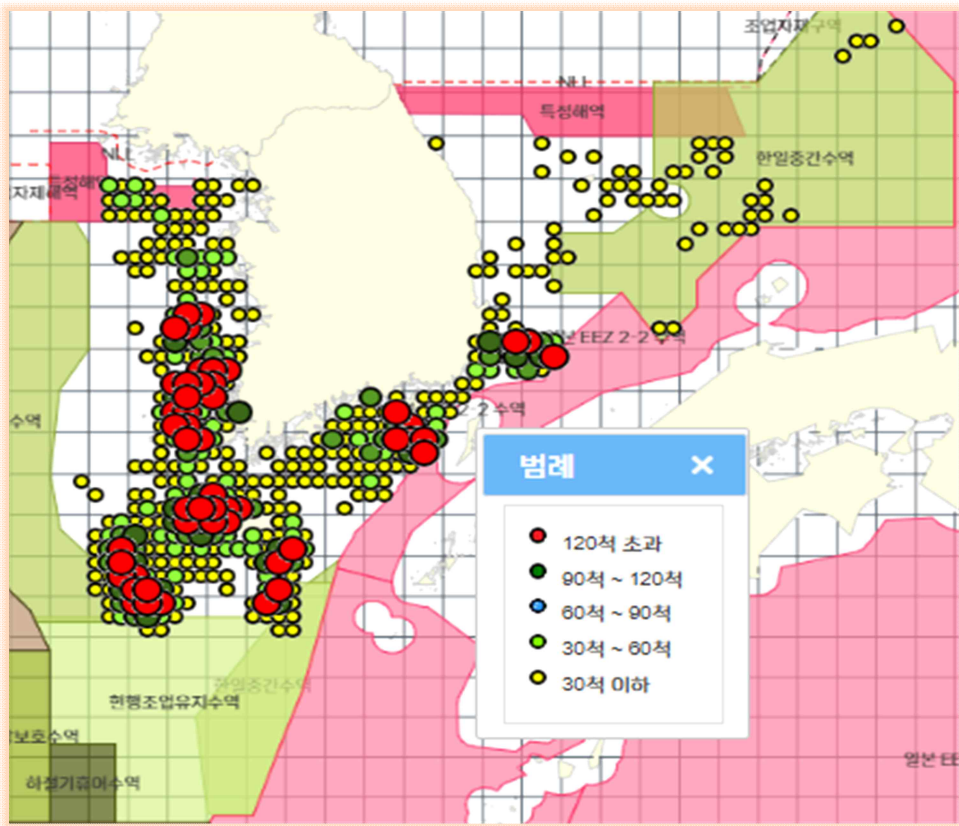 조업자제구역
NLL
특정해역
NLL
한일중간수역
특정해역
자제해역
일본 EEZ 2-2 수역
2-2 수역
수역
범례 ×
120척 초과
90척 ~ 120척
60척 ~ 90척
30척 ~ 60척
30척 이하
한일중간수역
현행조업유지수역
보호수역
하절기휴어수역
일본 EE